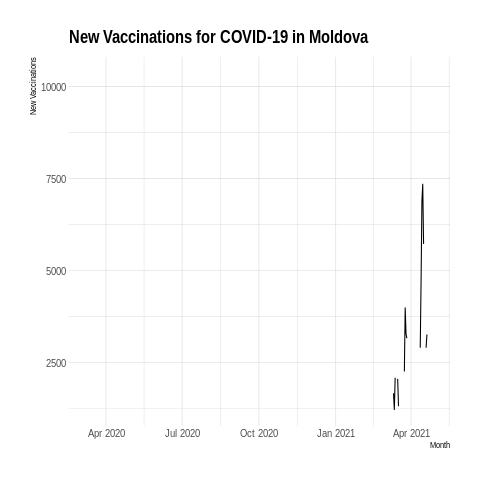 New Vaccinations for COVID-19 in Moldova
New Vaccinations
10000
7500
5000
2500
Apr 2020 Jul 2020 Oct 2020 Jan 2021 Apr 2021
Month